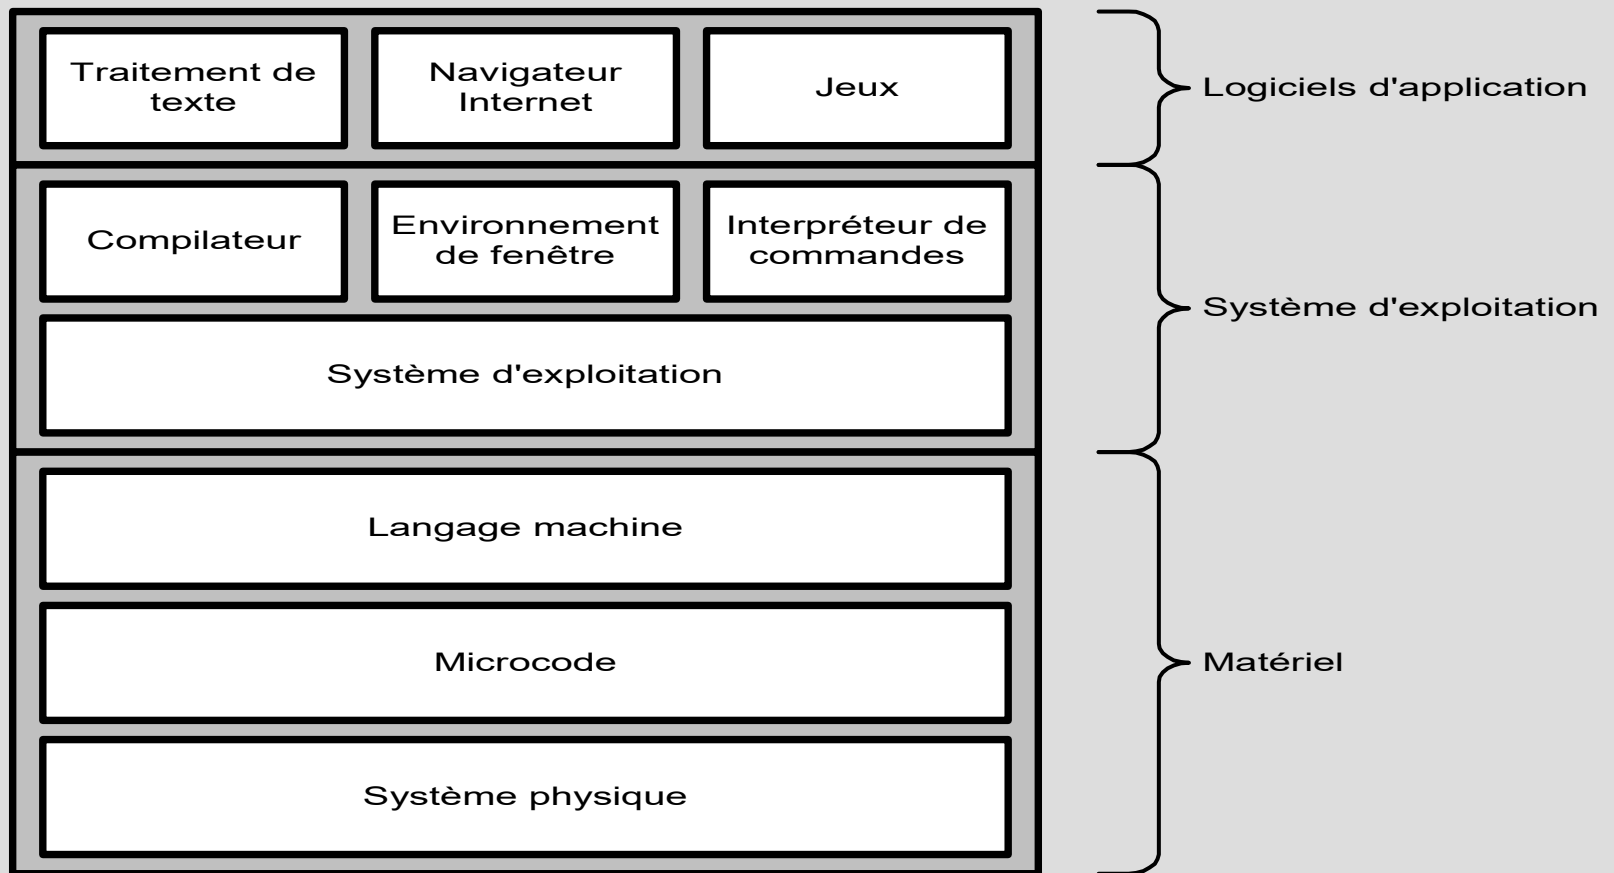 Traitement de
texte
Navigateur
Internet
Jeux
Logiciels d'application
Compilateur
Environnement
de fenêtre
Interpréteur de
commandes
Système d'exploitation
Système d'exploitation
Langage machine
Microcode
Matériel
Système physique